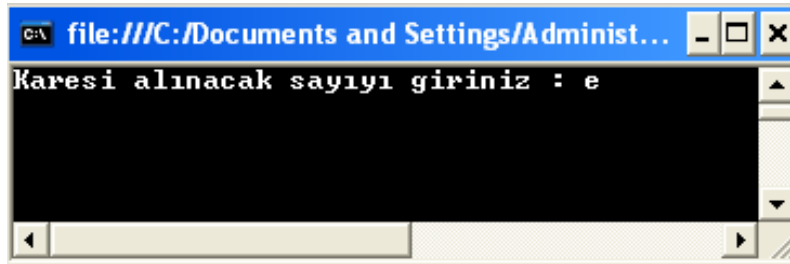 file:///C:/Documents and Settings/Administ...
Karesi alınacak sayıyı giriniz : e